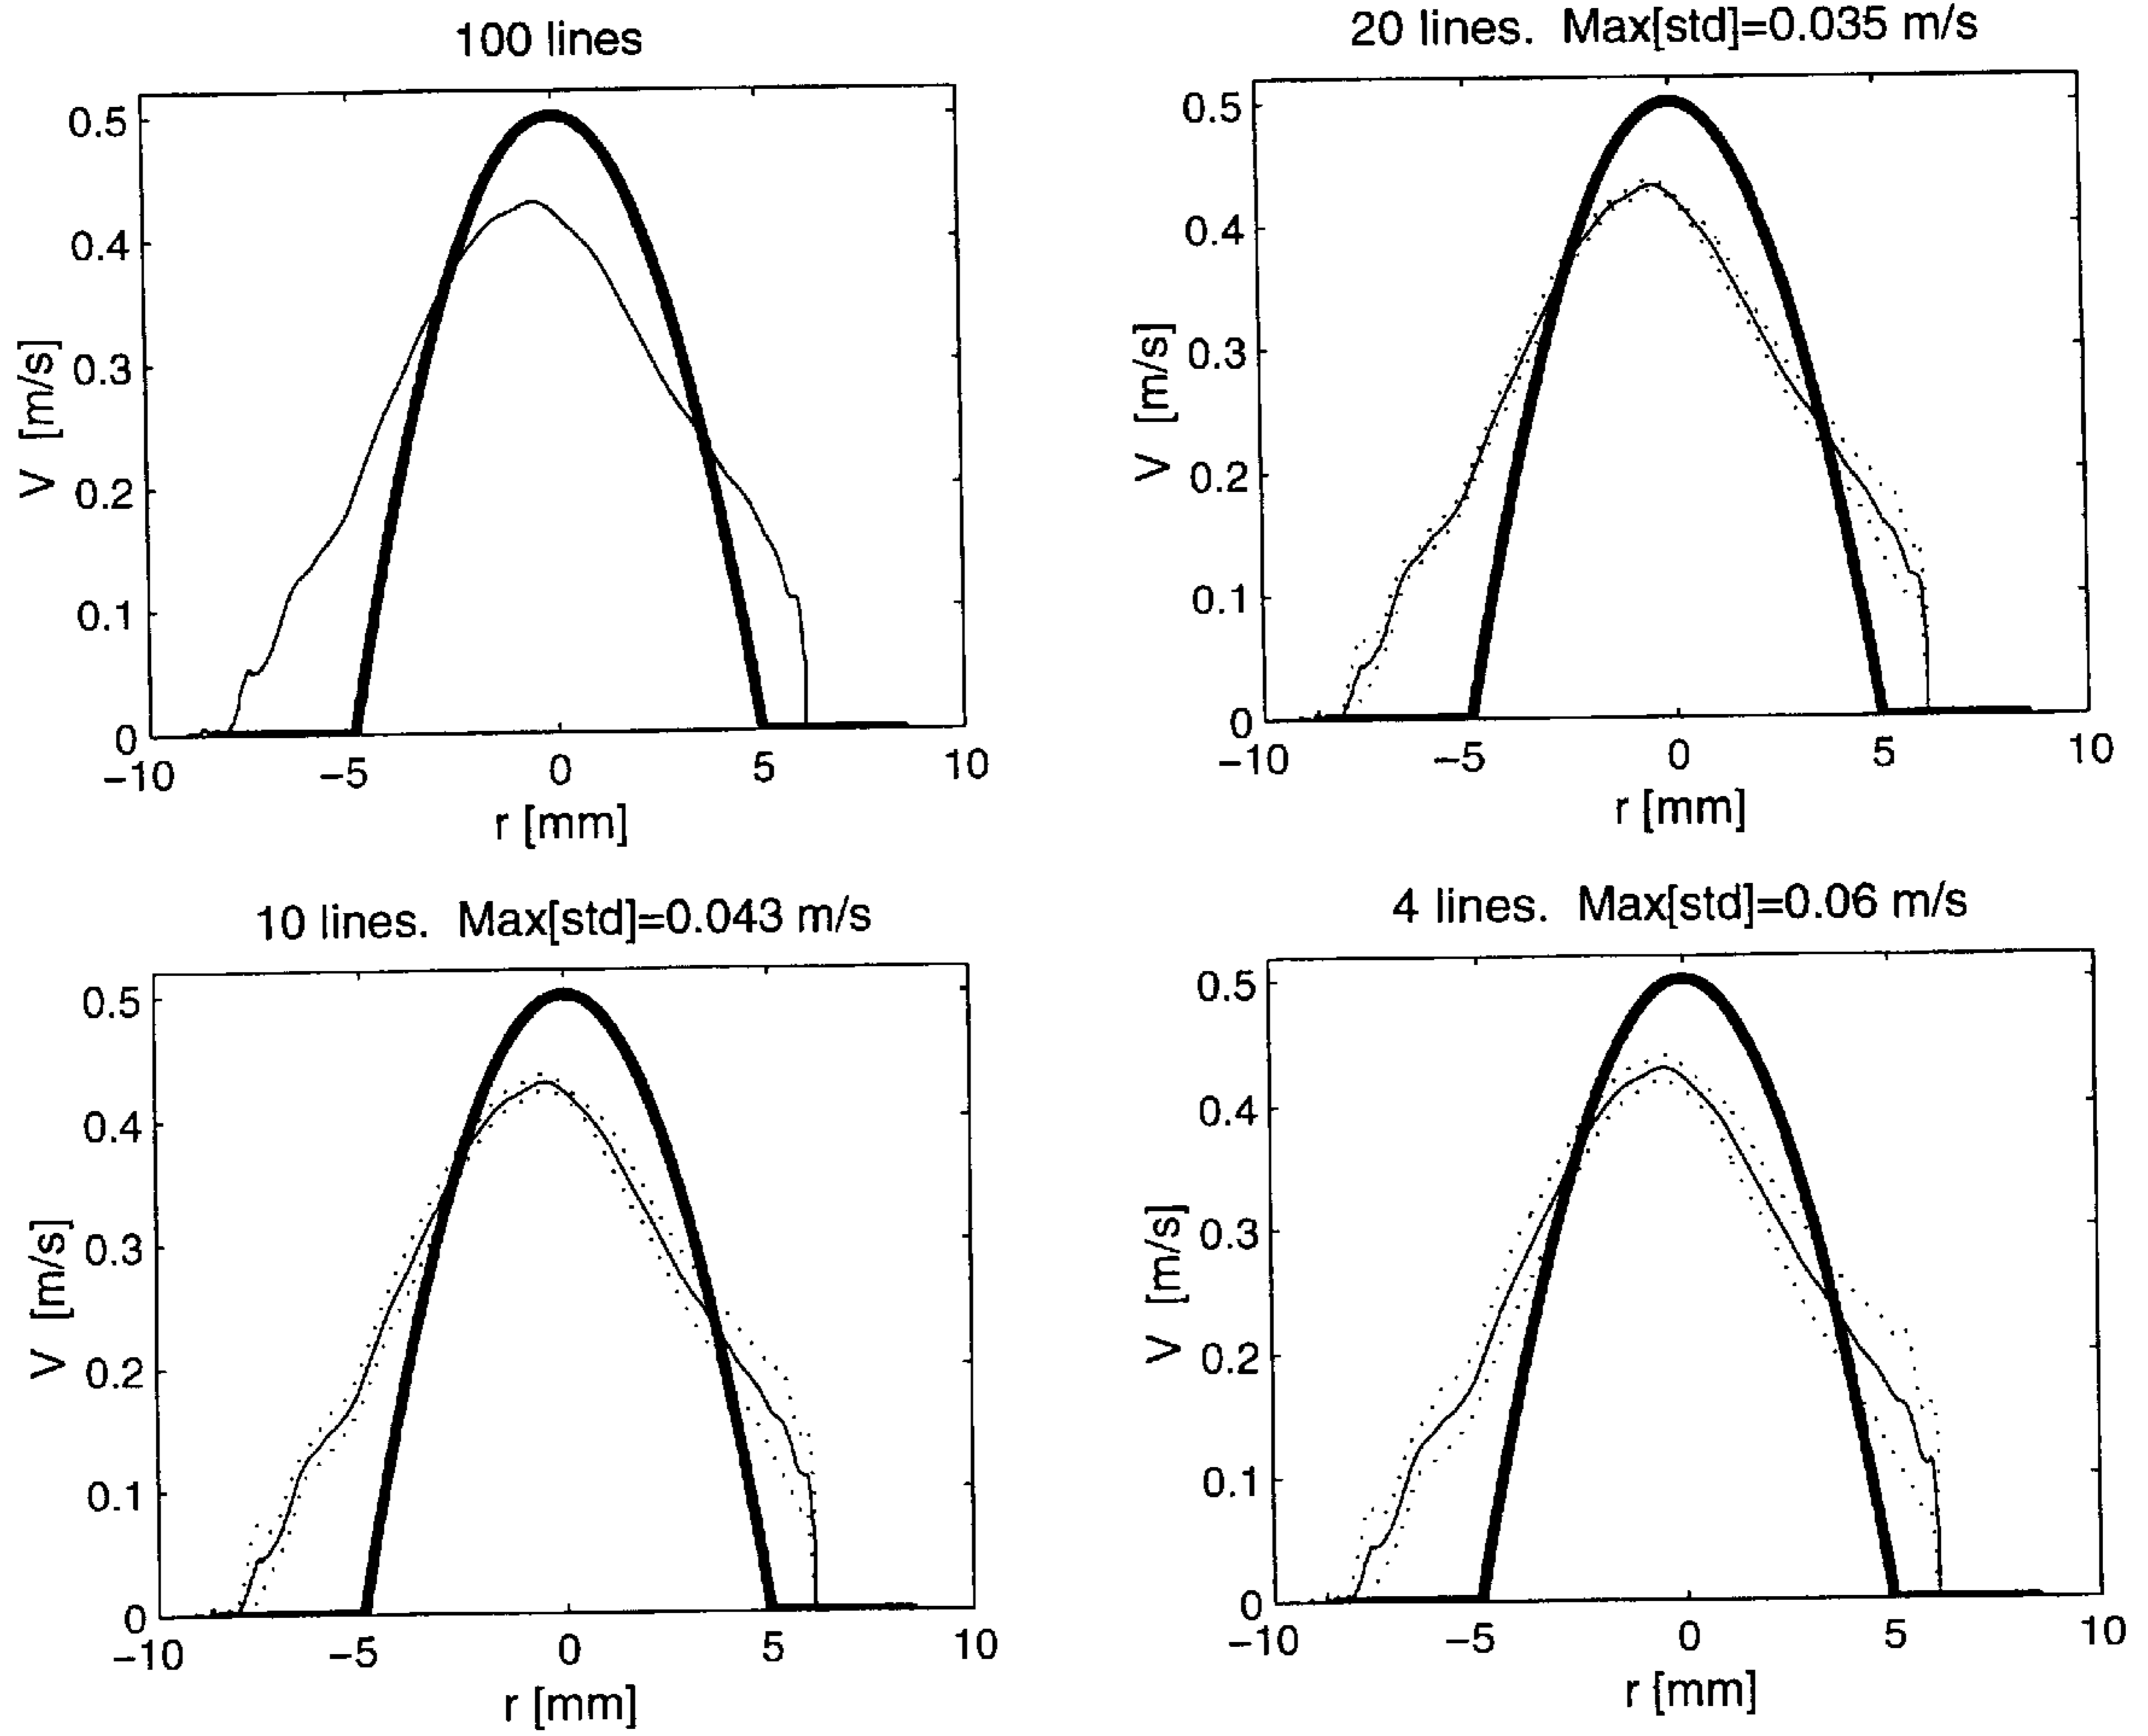 100 lines
0.5
0.4
0.3
0.2
0.1
0
V [m/s]
−10 −5 0 5 10
r [mm]
20 lines. Max[std]=0.035 m/s
0.5
0.4
0.3
0.2
0.1
0
V [m/s]
−10 −5 0 5 10
r [mm]
10 lines. Max[std]=0.043 m/s
0.5
0.4
0.3
0.2
0.1
0
V [m/s]
−10 −5 0 5 10
r [mm]
4 lines. Max[std]=0.06 m/s
0.5
0.4
0.3
0.2
0.1
0
V [m/s]
−10 −5 0 5 10
r [mm]